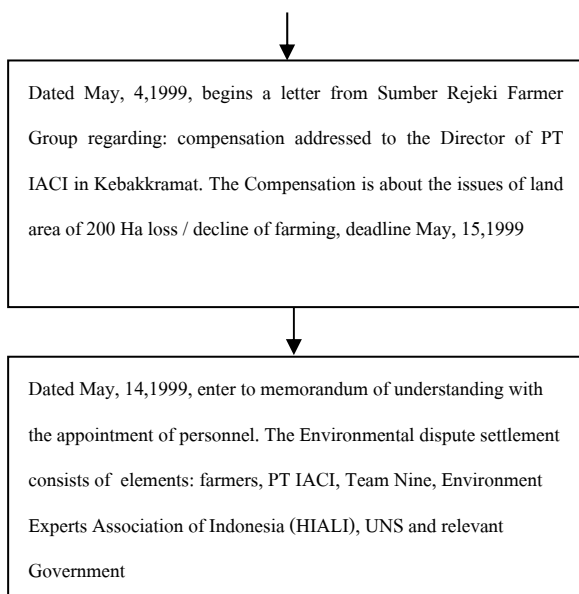 Dated May, 4,1999, begins a letter from Sumber Rejeki Farmer
Group regarding: compensation addressed to the Director of PT
IACI in Kebakkramat. The Compensation is about the issues of land
area of 200 Ha loss / decline of farming, deadline May, 15,1999
Dated May, 14,1999, enter to memorandum of understanding with
the appointment of personnel. The Environmental dispute settlement
consists of elements: farmers, PT IACI, Team Nine, Environment
Experts Association of Indonesia (HIALI), UNS and relevant
Government